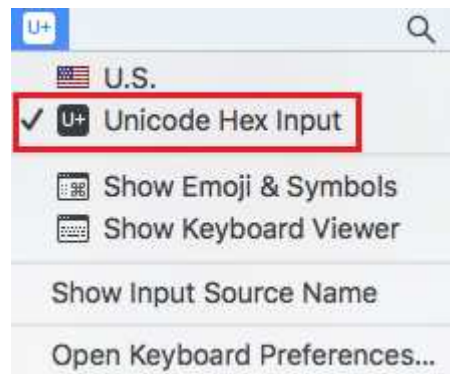 U+
U.S.
U+ Unicode Hex Input
Show Emoji & Symbols
Show Keyboard Viewer
Show Input Source Name
Open Keyboard Preferences...